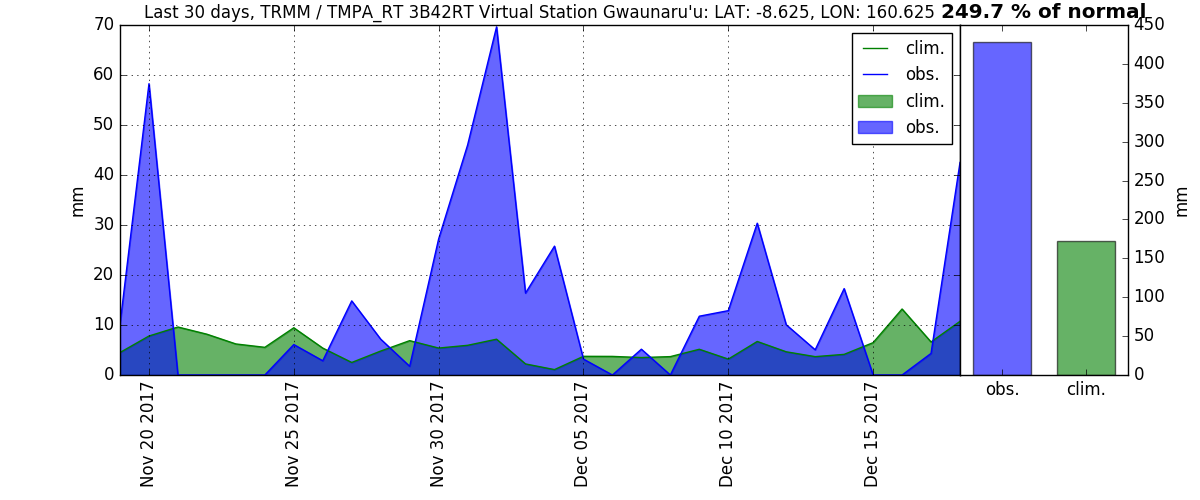 Last 30 days, TRMM / TMPA_RT 3B42RT Virtual Station Gwaunaru'u: LAT: -8.625, LON: 160.625 249.7 % of normal
70
60
50
40
30
20
10
0
mm
clim.
obs.
clim.
obs.
Nov 20 2017
Nov 25 2017
Nov 30 2017
Dec 05 2017
Dec 10 2017
Dec 15 2017
450
400
350
300
250
200
150
100
50
0
mm
obs.
clim.